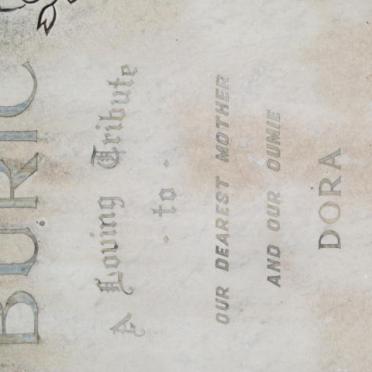 BURIC
A Loving Tribute
- to -
OUR DEAREST MOTHER
AND OUR OUMIE
DORA